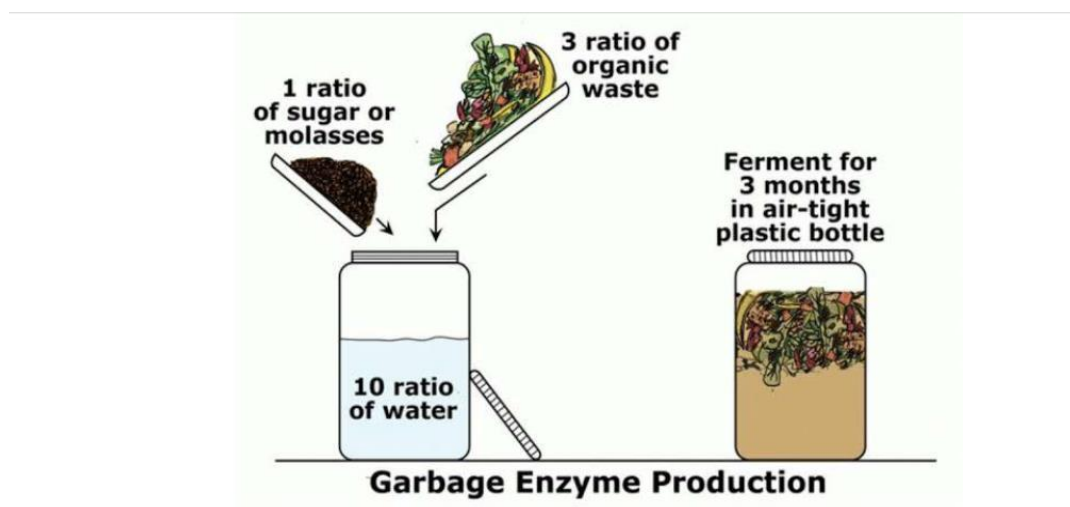 1 ratio
of sugar or
molasses
3 ratio of
organic
waste
10 ratio
of water
Ferment for
3 months
in air-tight
plastic bottle
Garbage Enzyme Production